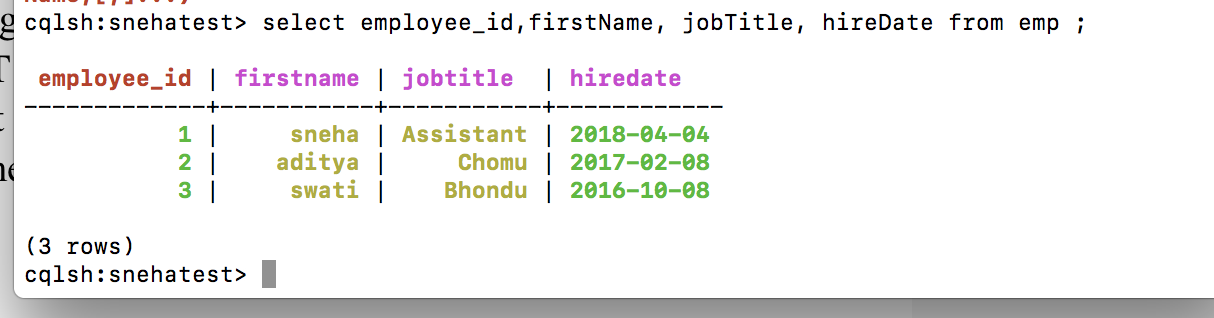 cqlsh:snehatest> select employee_id,firstName, jobTitle, hireDate from emp ;
employee_id | firstname | jobtitle | hiredate
-------------+-----------+-----------+------------
1 | sneha | Assistant | 2018-04-04
2 | aditya | Chomu | 2017-02-08
3 | swati | Bhondu | 2016-10-08
(3 rows)
cqlsh:snehatest>